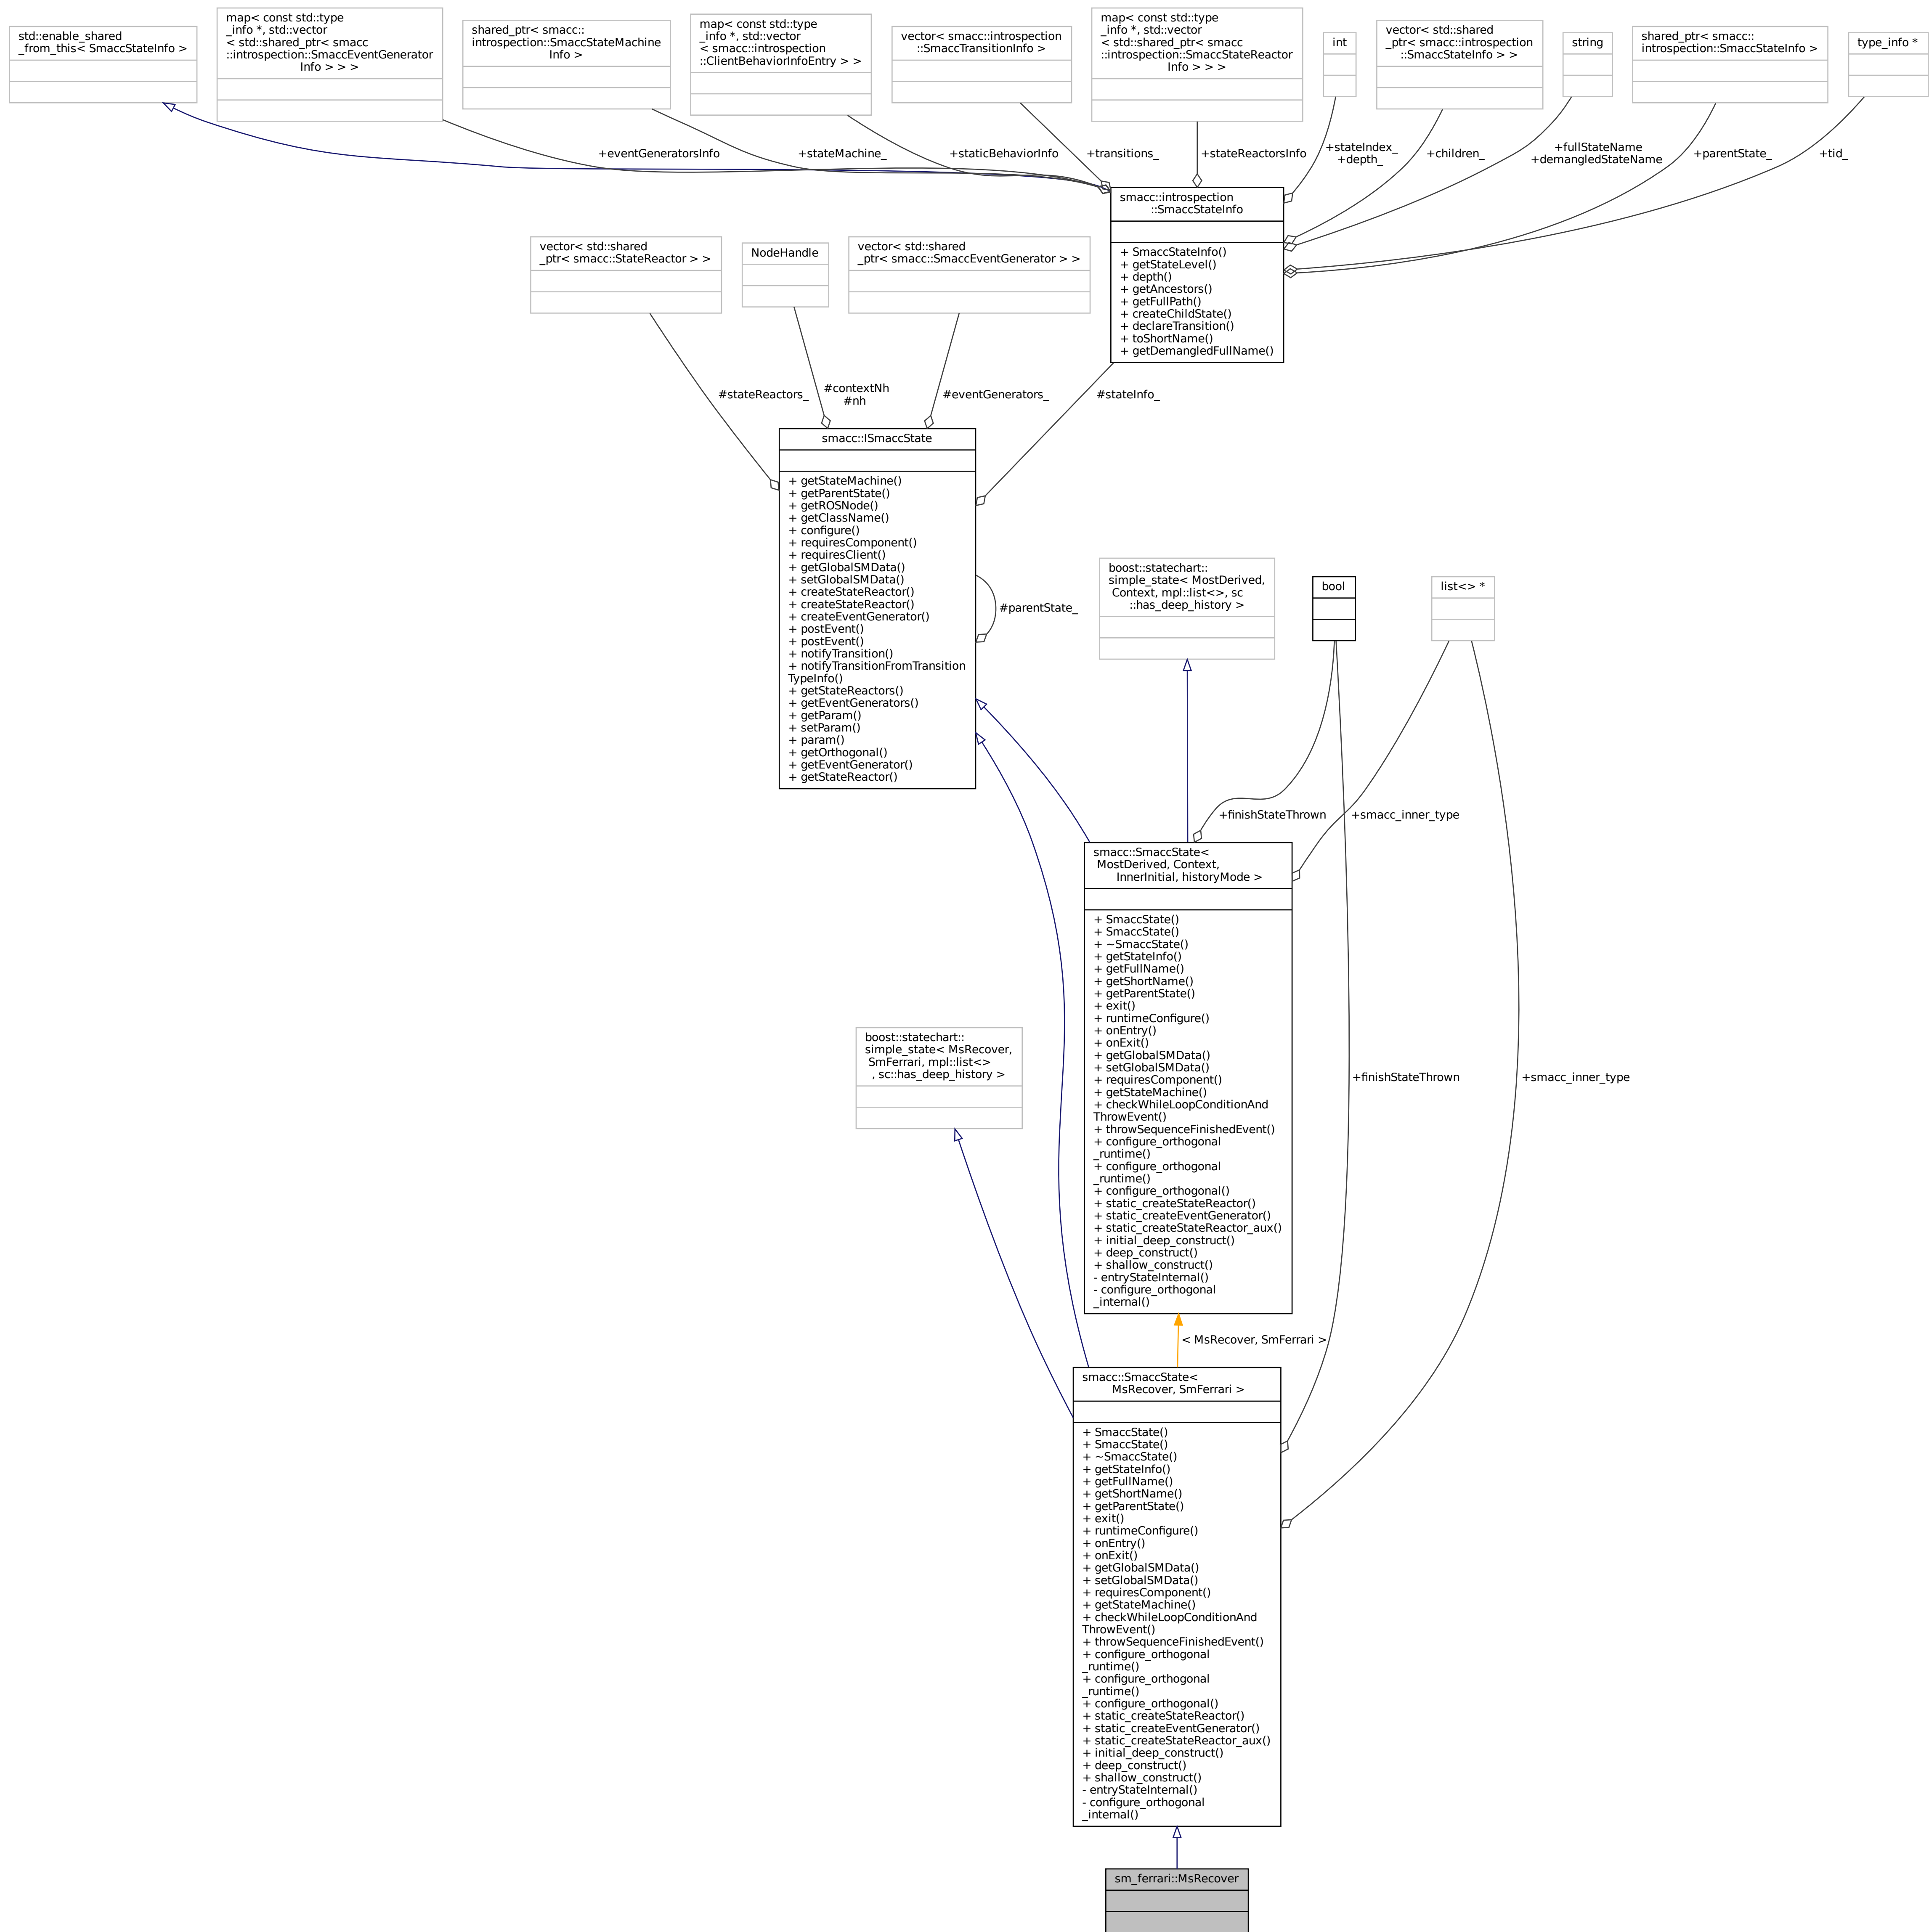 std::enable_shared
_from_this< SmaccStateInfo >
map< const std::type
_info *, std::vector
< std::shared_ptr< smacc
::introspection::SmaccEventGenerator
Info > > >
shared_ptr< smacc::
introspection::SmaccStateMachine
Info >
map< const std::type
_info *, std::vector
< smacc::introspection
::ClientBehaviorInfoEntry > >
vector< smacc::introspection
::SmaccTransitionInfo >
map< const std::type
_info *, std::vector
< std::shared_ptr< smacc
::introspection::SmaccStateReactor
Info > > >
int
vector< std::shared
_ptr< smacc::introspection
::SmaccStateInfo > >
string
shared_ptr< smacc::
introspection::SmaccStateInfo >
type_info *
+eventGeneratorsInfo
+stateMachine_
+staticBehaviorInfo
+transitions_
+stateReactorsInfo
+stateIndex_
+depth_
+children_
+fullStateName
+demangledStateName
+parentState_
+tid_
smacc::introspection
::SmaccStateInfo
+ SmaccStateInfo()
+ getStateLevel()
+ depth()
+ getAncestors()
+ getFullPath()
+ createChildState()
+ declareTransition()
+ toShortName()
+ getDemangledFullName()
vector< std::shared
_ptr< smacc::StateReactor > >
NodeHandle
vector< std::shared
_ptr< smacc::SmaccEventGenerator > >
#stateReactors_
#contextNh
#nh
#eventGenerators_
#stateInfo_
smacc::ISmaccState
+ getStateMachine()
+ getParentState()
+ getROSNode()
+ getClassName()
+ configure()
+ requiresComponent()
+ requiresClient()
+ getGlobalSMData()
+ setGlobalSMData()
+ createStateReactor()
+ createStateReactor()
+ createEventGenerator()
+ postEvent()
+ postEvent()
+ notifyTransition()
+ notifyTransitionFromTransition
TypeInfo()
+ getStateReactors()
+ getEventGenerators()
+ getParam()
+ setParam()
+ param()
+ getOrthogonal()
+ getEventGenerator()
+ getStateReactor()
#parentState_
boost::statechart::
simple_state< MostDerived,
Context, mpl::list<>, sc
::has_deep_history >
bool
list<> *
+finishStateThrown
+smacc_inner_type
smacc::SmaccState<
MostDerived, Context,
InnerInitial, historyMode >
+ SmaccState()
+ SmaccState()
+ ~SmaccState()
+ getStateInfo()
+ getFullName()
+ getShortName()
+ getParentState()
+ exit()
+ runtimeConfigure()
+ onEntry()
+ onExit()
+ getGlobalSMData()
+ setGlobalSMData()
+ requiresComponent()
+ getStateMachine()
+ checkWhileLoopConditionAnd
ThrowEvent()
+ throwSequenceFinishedEvent()
+ configure_orthogonal
_runtime()
+ configure_orthogonal
_runtime()
+ configure_orthogonal()
+ static_createStateReactor()
+ static_createEventGenerator()
+ static_createStateReactor_aux()
+ initial_deep_construct()
+ deep_construct()
+ shallow_construct()
- entryStateInternal()
- configure_orthogonal
_internal()
boost::statechart::
simple_state< MsRecover,
SmFerrari, mpl::list<>
, sc::has_deep_history >
+finishStateThrown
+smacc_inner_type
< MsRecover, SmFerrari >
smacc::SmaccState<
MsRecover, SmFerrari >
+ SmaccState()
+ SmaccState()
+ ~SmaccState()
+ getStateInfo()
+ getFullName()
+ getShortName()
+ getParentState()
+ exit()
+ runtimeConfigure()
+ onEntry()
+ onExit()
+ getGlobalSMData()
+ setGlobalSMData()
+ requiresComponent()
+ getStateMachine()
+ checkWhileLoopConditionAnd
ThrowEvent()
+ throwSequenceFinishedEvent()
+ configure_orthogonal
_runtime()
+ configure_orthogonal
_runtime()
+ configure_orthogonal()
+ static_createStateReactor()
+ static_createEventGenerator()
+ static_createStateReactor_aux()
+ initial_deep_construct()
+ deep_construct()
+ shallow_construct()
- entryStateInternal()
- configure_orthogonal
_internal()
sm_ferrari::MsRecover